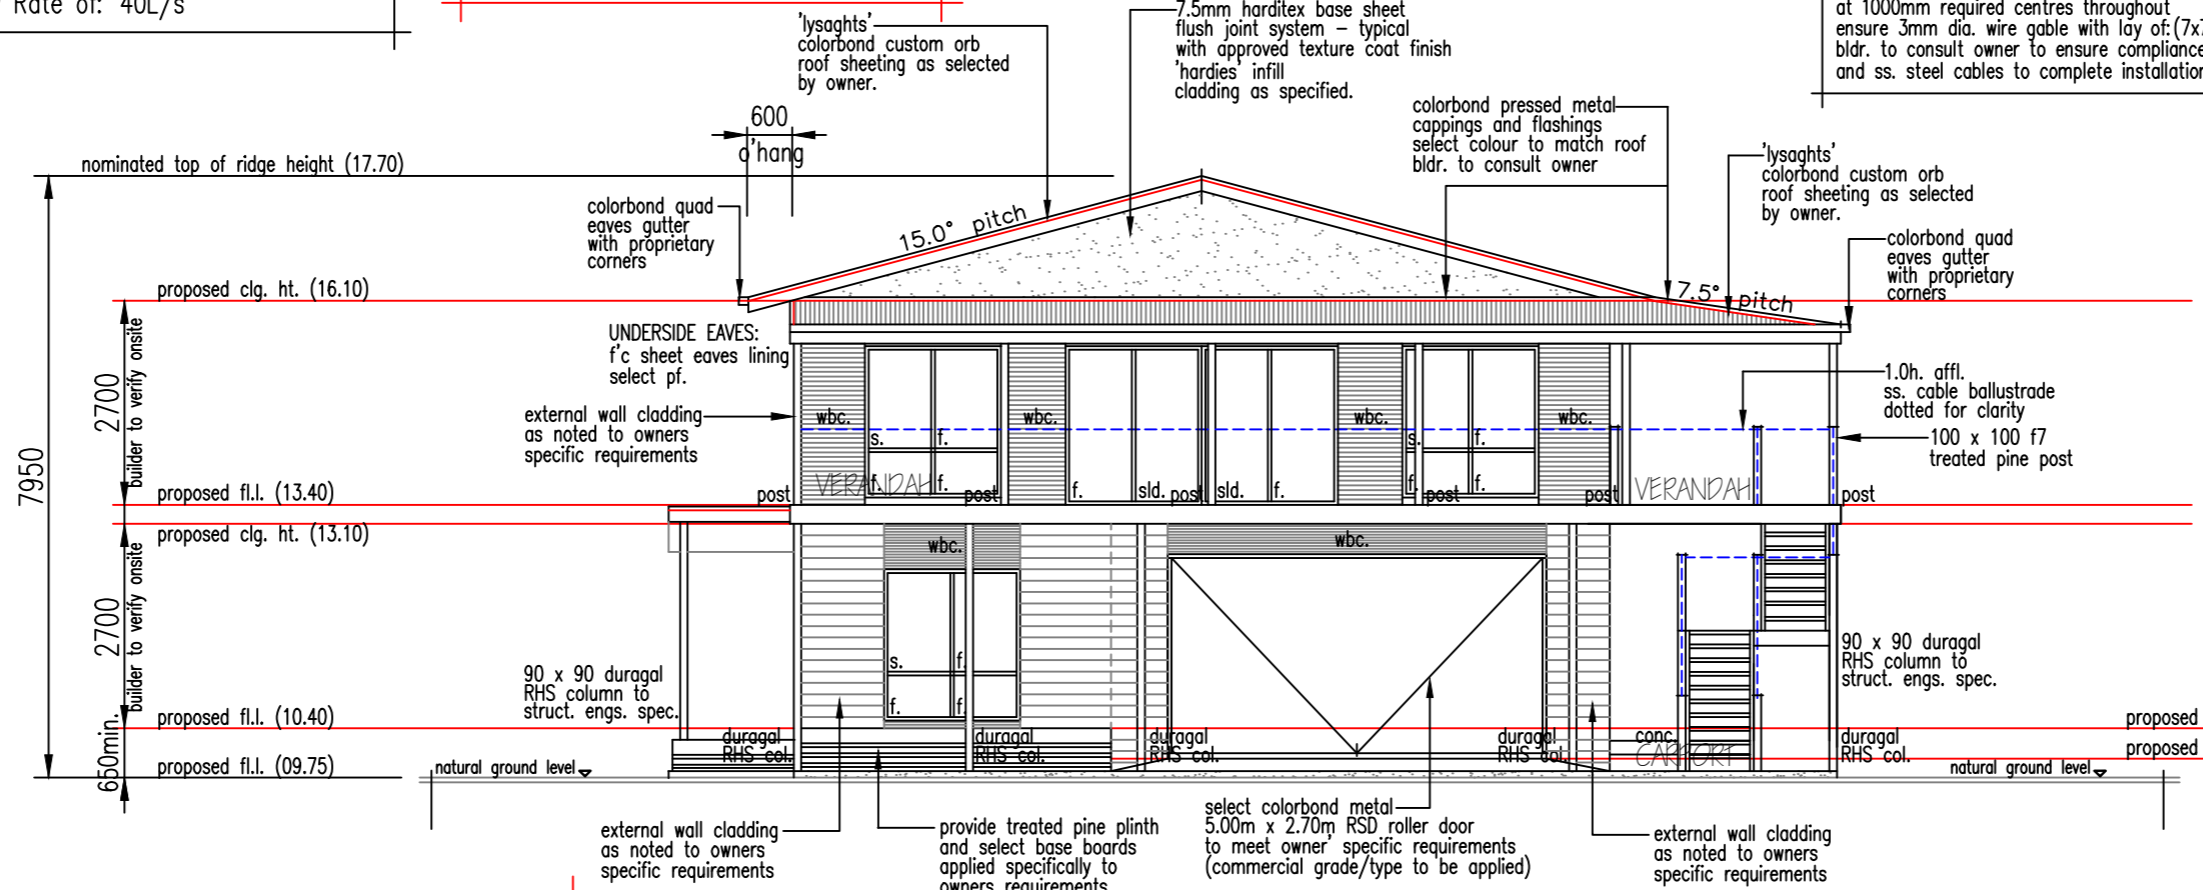 Rate of: 40L/s
'lysaghts'
colorbond custom orb
roof sheeting as selected
by owner.
7.5mm harditex base sheet
flush joint system – typical
with approved texture coat finish
'hardies' infill
cladding as specified.
at 1000mm required centres throughout
ensure 3mm dia. wire gable with lay of:(7x7
bldr. to consult owner to ensure compliance
and ss. steel cables to complete installation
600
o'hang
colorbond pressed metal
cappings and flashings
select colour to match roof
bldr. to consult owner
'lysaghts'
colorbond custom orb
roof sheeting as selected
by owner.
nominated top of ridge height (17.70)
colorbond quad
eaves gutter
with proprietary
corners
15.0° pitch
7.5° pitch
colorbond quad
eaves gutter
with proprietary
corners
proposed clg. ht. (16.10)
UNDERSIDE EAVES:
f'c sheet eaves lining
select pf.
external wall cladding
as noted to owners
specific requirements
7950
2700
builder to verify onsite
1.0h. affl.
ss. cable ballustrade
dotted for clarity
100 x 100 f7
treated pine post
wbc.
wbc.
wbc.
wbc.
s.
f.
s.
f.
f.
f.
f.
sld.
sld.
f.
f.
f.
VERANDAH
VERANDAH
post
post
post
post
post
post
proposed fl.l. (13.40)
proposed clg. ht. (13.10)
2700
builder to verify onsite
wbc.
wbc.
s.
f.
f.
f.
90 x 90 duragal
RHS column to
struct. engs. spec.
90 x 90 duragal
RHS column to
struct. engs. spec.
proposed fl.l. (10.40)
proposed
650min.
duragal
RHS col.
duragal
RHS col.
duragal
RHS col.
duragal
RHS col.
conc.
CARPORT
duragal
RHS col.
proposed
proposed fl.l. (09.75)
natural ground level
natural ground level
external wall cladding
as noted to owners
specific requirements
provide treated pine plinth
and select base boards
applied specifically to
owners requirements
select colorbond metal
5.00m x 2.70m RSD roller door
to meet owner' specific requirements
(commercial grade/type to be applied)
external wall cladding
as noted to owners
specific requirements